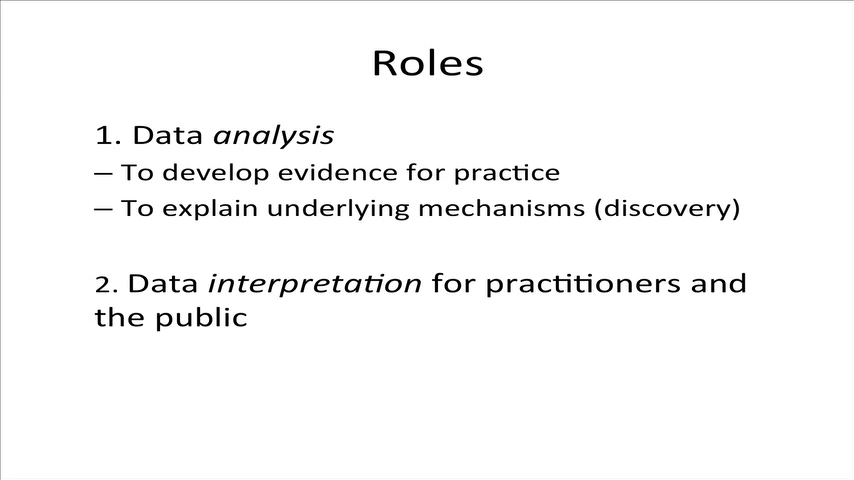 Roles
1. Data analysis
– To develop evidence for practice
– To explain underlying mechanisms (discovery)
2. Data interpretation for practitioners and
the public